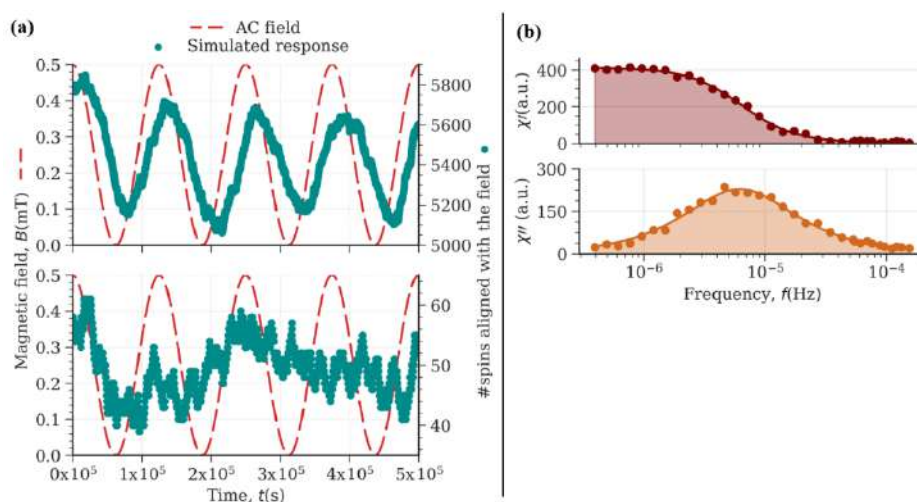 (a)
AC field
Simulated response
0.5
0.4
0.3
0.2
0.1
0.0
5800
5600
5400
5200
5000
0.5
0.4
0.3
0.2
0.1
0.0
60
50
40
Magnetic field, B(mT)
#spins aligned with the field
0x10⁵ 1x10⁵ 2x10⁵ 3x10⁵ 4x10⁵ 5x10⁵
Time, t(s)
(b)
400
200
0
χ′(a.u.)
300
150
0
χ″ (a.u.)
10⁻⁶ 10⁻⁵ 10⁻⁴
Frequency, f(Hz)